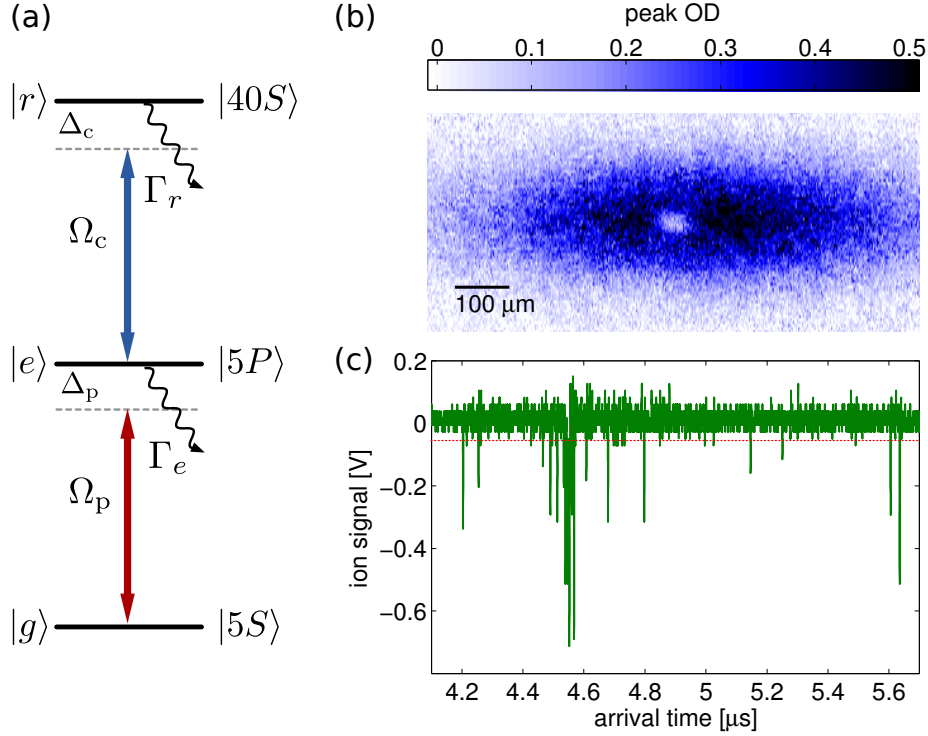 (a)
|r⟩ |40S⟩
Δc
Γr
Ωc
|e⟩ |5P⟩
Δp
Γe
Ωp
|g⟩ |5S⟩
(b)
peak OD
0 0.1 0.2 0.3 0.4 0.5
100 μm
(c)
ion signal [V]
0.2
0
−0.2
−0.4
−0.6
4.2 4.4 4.6 4.8 5 5.2 5.4 5.6
arrival time [μs]